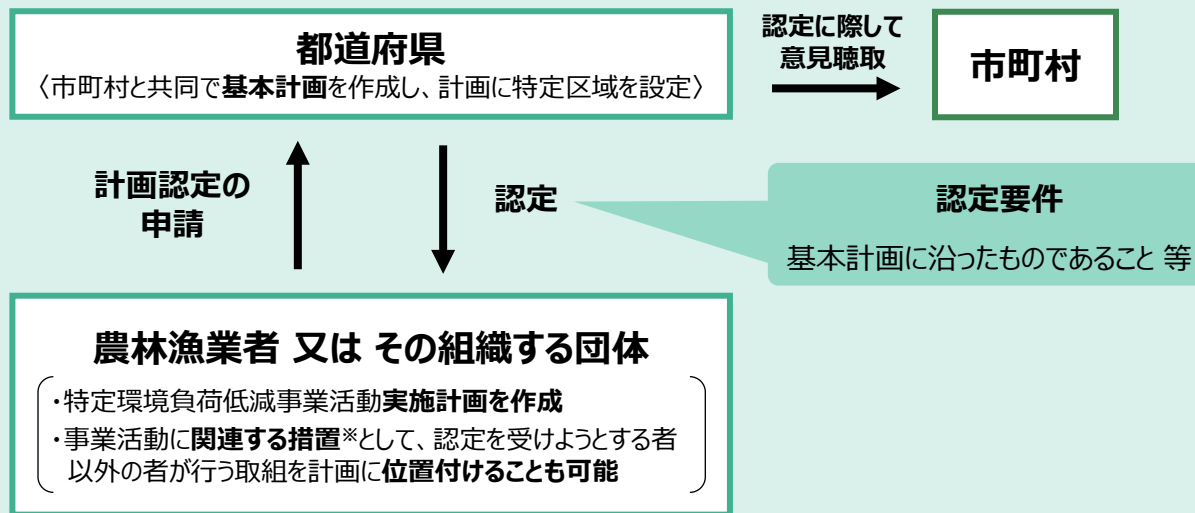 都道府県
〈市町村と共同で基本計画を作成し、計画に特定区域を設定〉
認定に際して
意見聴取
市町村
計画認定の
申請
認定
認定要件
基本計画に沿ったものであること 等
農林漁業者 又は その組織する団体
・特定環境負荷低減事業活動実施計画を作成
・事業活動に関連する措置※として、認定を受けようとする者
以外の者が行う取組を計画に位置付けることも可能